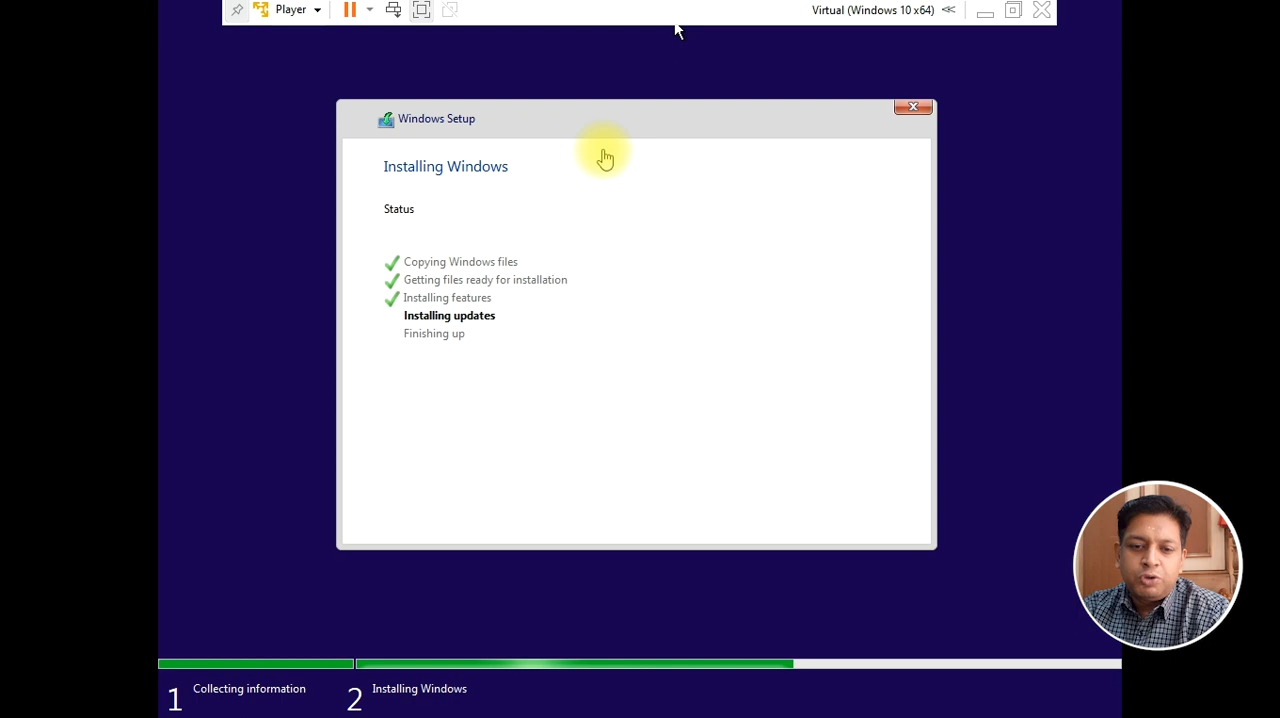 Player
Virtual (Windows 10 x64)
Windows Setup
Installing Windows
Status
Copying Windows files
Getting files ready for installation
Installing features
Installing updates
Finishing up
1 Collecting information
2 Installing Windows